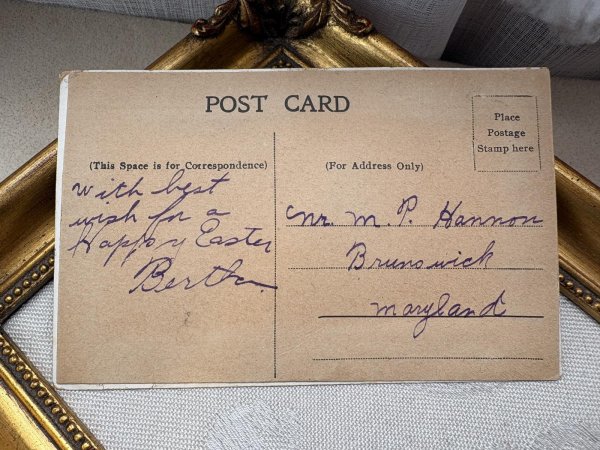 POST CARD
Place
Postage
Stamp here
(This Space is for Correspondence)
(For Address Only)
With best
wish for a
Happy Easter
Bertha
Mr. M. P. Hannon
Brunswick
Maryland